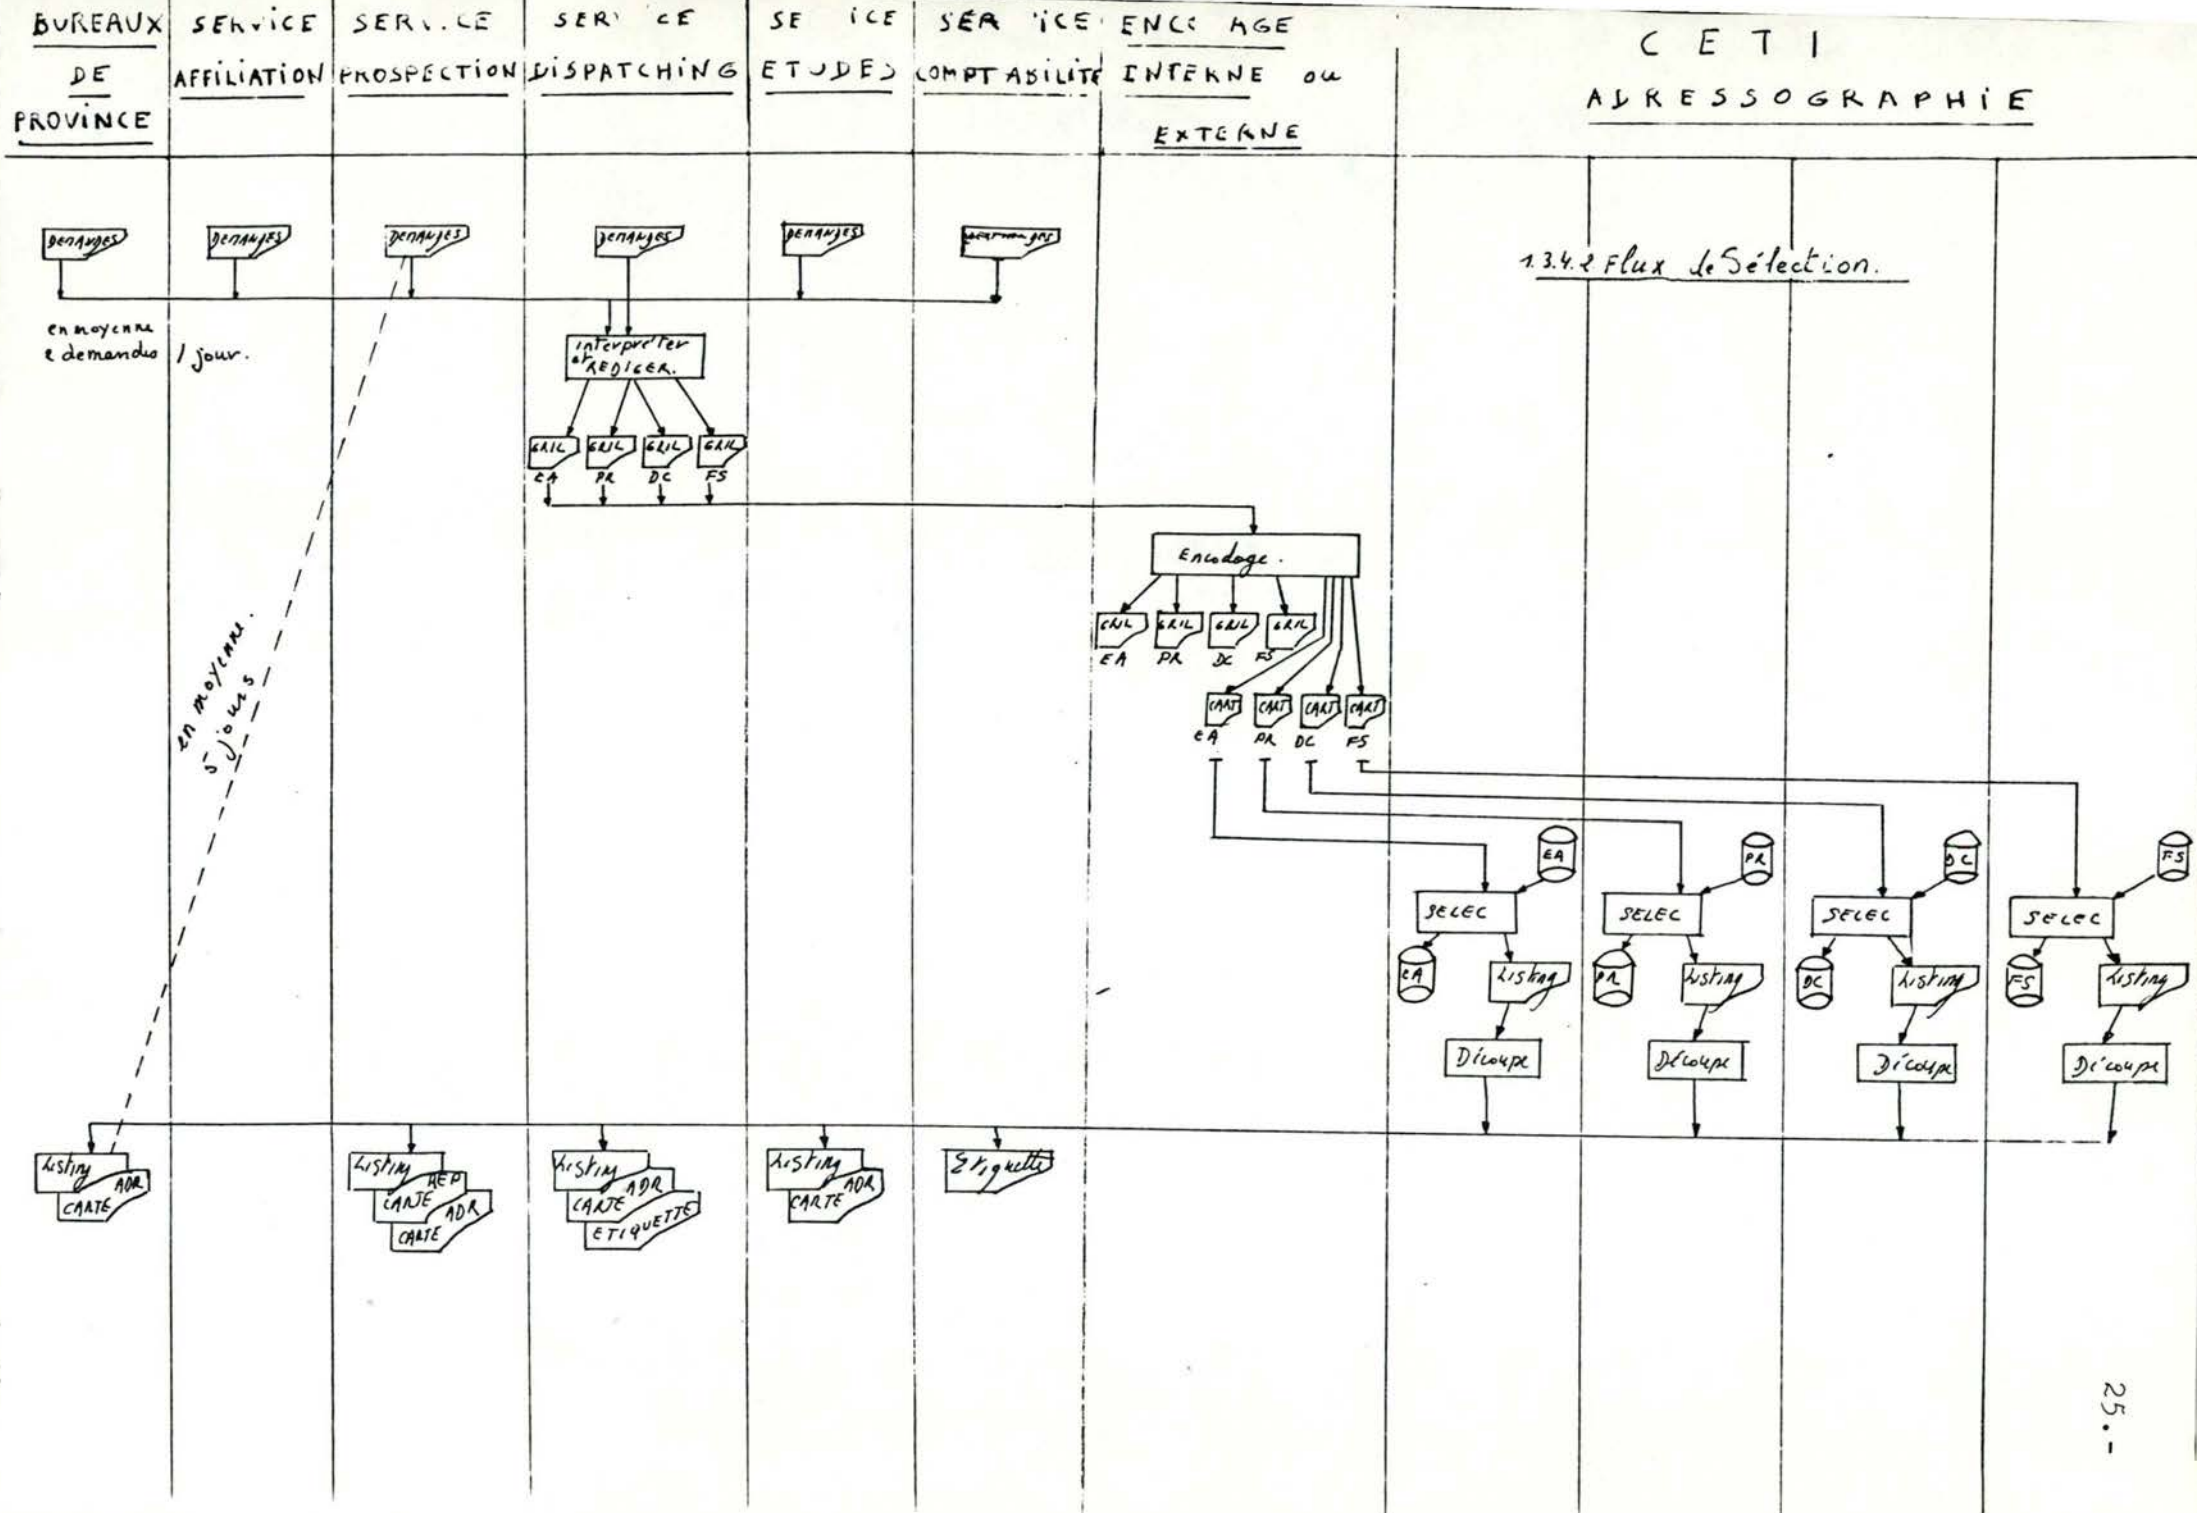 BUREAUX
DE
PROVINCE
SERVICE
AFFILIATION
SERVICE
PROSPECTION
SERVICE
DISPATCHING
SERVICE
ETUDES
SERVICE
COMPTABILITE
ENCODAGE
INTERNE ou
EXTERNE
C E T I
ADRESSOGRAPHIE
DEMANDES
DEMANDES
DEMANDES
DEMANDES
DEMANDES
DEMANDES
1.3.4.2 Flux de Sélection.
en moyenne
2 demandes / jour.
interpréter
et REDIGER.
GRIL GRIL GRIL GRIL
EA PR DC FS
Encodage.
GRIL GRIL GRIL GRIL
EA PR DC FS
en moyenne.
5 jours
CART CART CART CART
EA PR DC FS
EA PR DC FS
SELEC SELEC SELEC SELEC
EA Listing PR Listing DC Listing FS Listing
Découpe Découpe Découpe Découpe
Listing
CARTE ADR
Listing
CARTE REP
CARTE ADR
Listing
CARTE ADR
ETIQUETTE
Listing
CARTE ADR
Etiquette
25.-